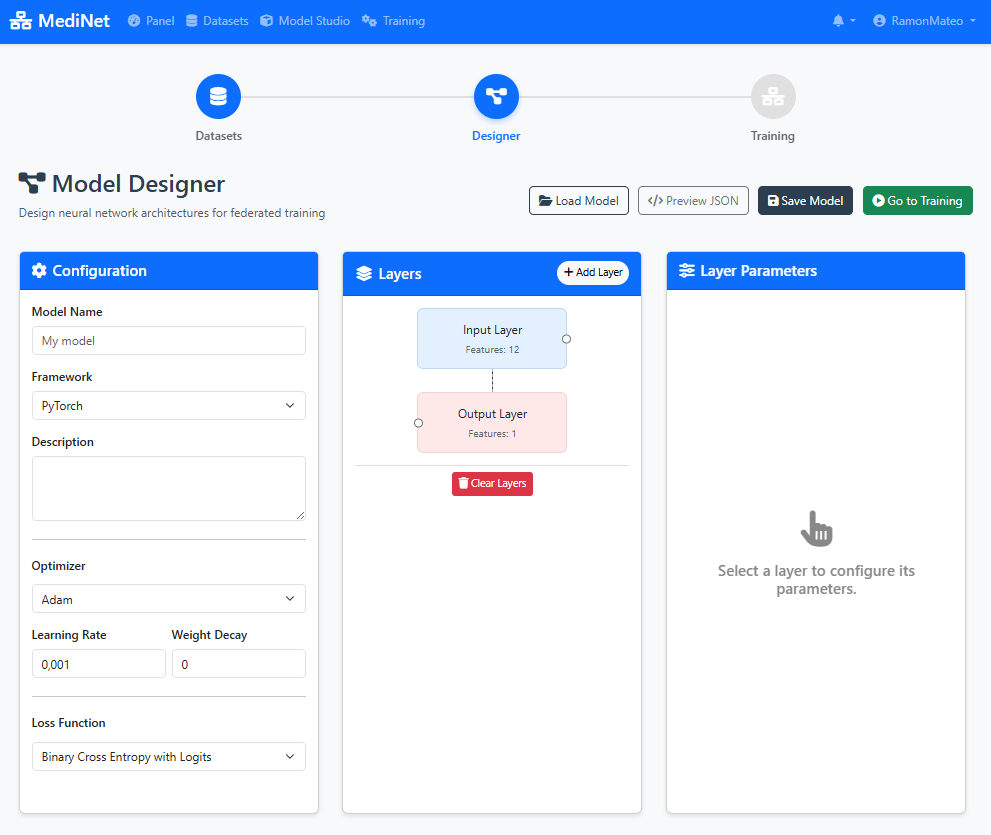 MediNet Panel Datasets Model Studio Training RamonMateo
Datasets
Designer
Training
Model Designer
Design neural network architectures for federated training
Load Model
</> Preview JSON
Save Model
Go to Training
Configuration
Model Name
My model
Framework
PyTorch
Description
Optimizer
Adam
Learning Rate Weight Decay
0,001 0
Loss Function
Binary Cross Entropy with Logits
Layers
+ Add Layer
Input Layer
Features: 12
Output Layer
Features: 1
Clear Layers
Layer Parameters
Select a layer to configure its
parameters.